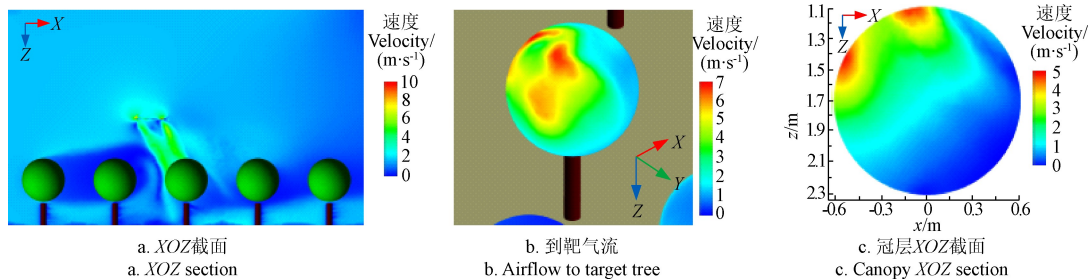 X
Z
速度
Velocity/
(m·s⁻¹)
10
8
6
4
2
0
a. XOZ截面
a. XOZ section
速度
Velocity/
(m·s⁻¹)
7
6
5
4
3
2
1
0
X
Y
Z
b. 到靶气流
b. Airflow to target tree
X
Z
z/m
1.1
1.3
1.5
1.7
1.9
2.1
2.3
-0.6
-0.3
0
0.3
0.6
x/m
速度
Velocity/
(m·s⁻¹)
5
4
3
2
1
0
c. 冠层XOZ截面
c. Canopy XOZ section